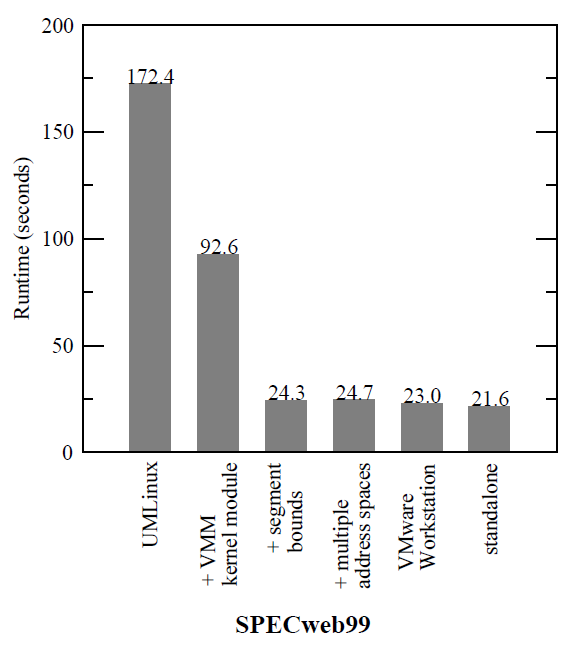 200
150
100
50
0
Runtime (seconds)
172.4
92.6
24.3
24.7
23.0
21.6
UMLinux
+ VMM
kernel module
+ segment
bounds
+ multiple
address spaces
VMware
Workstation
standalone
SPECweb99